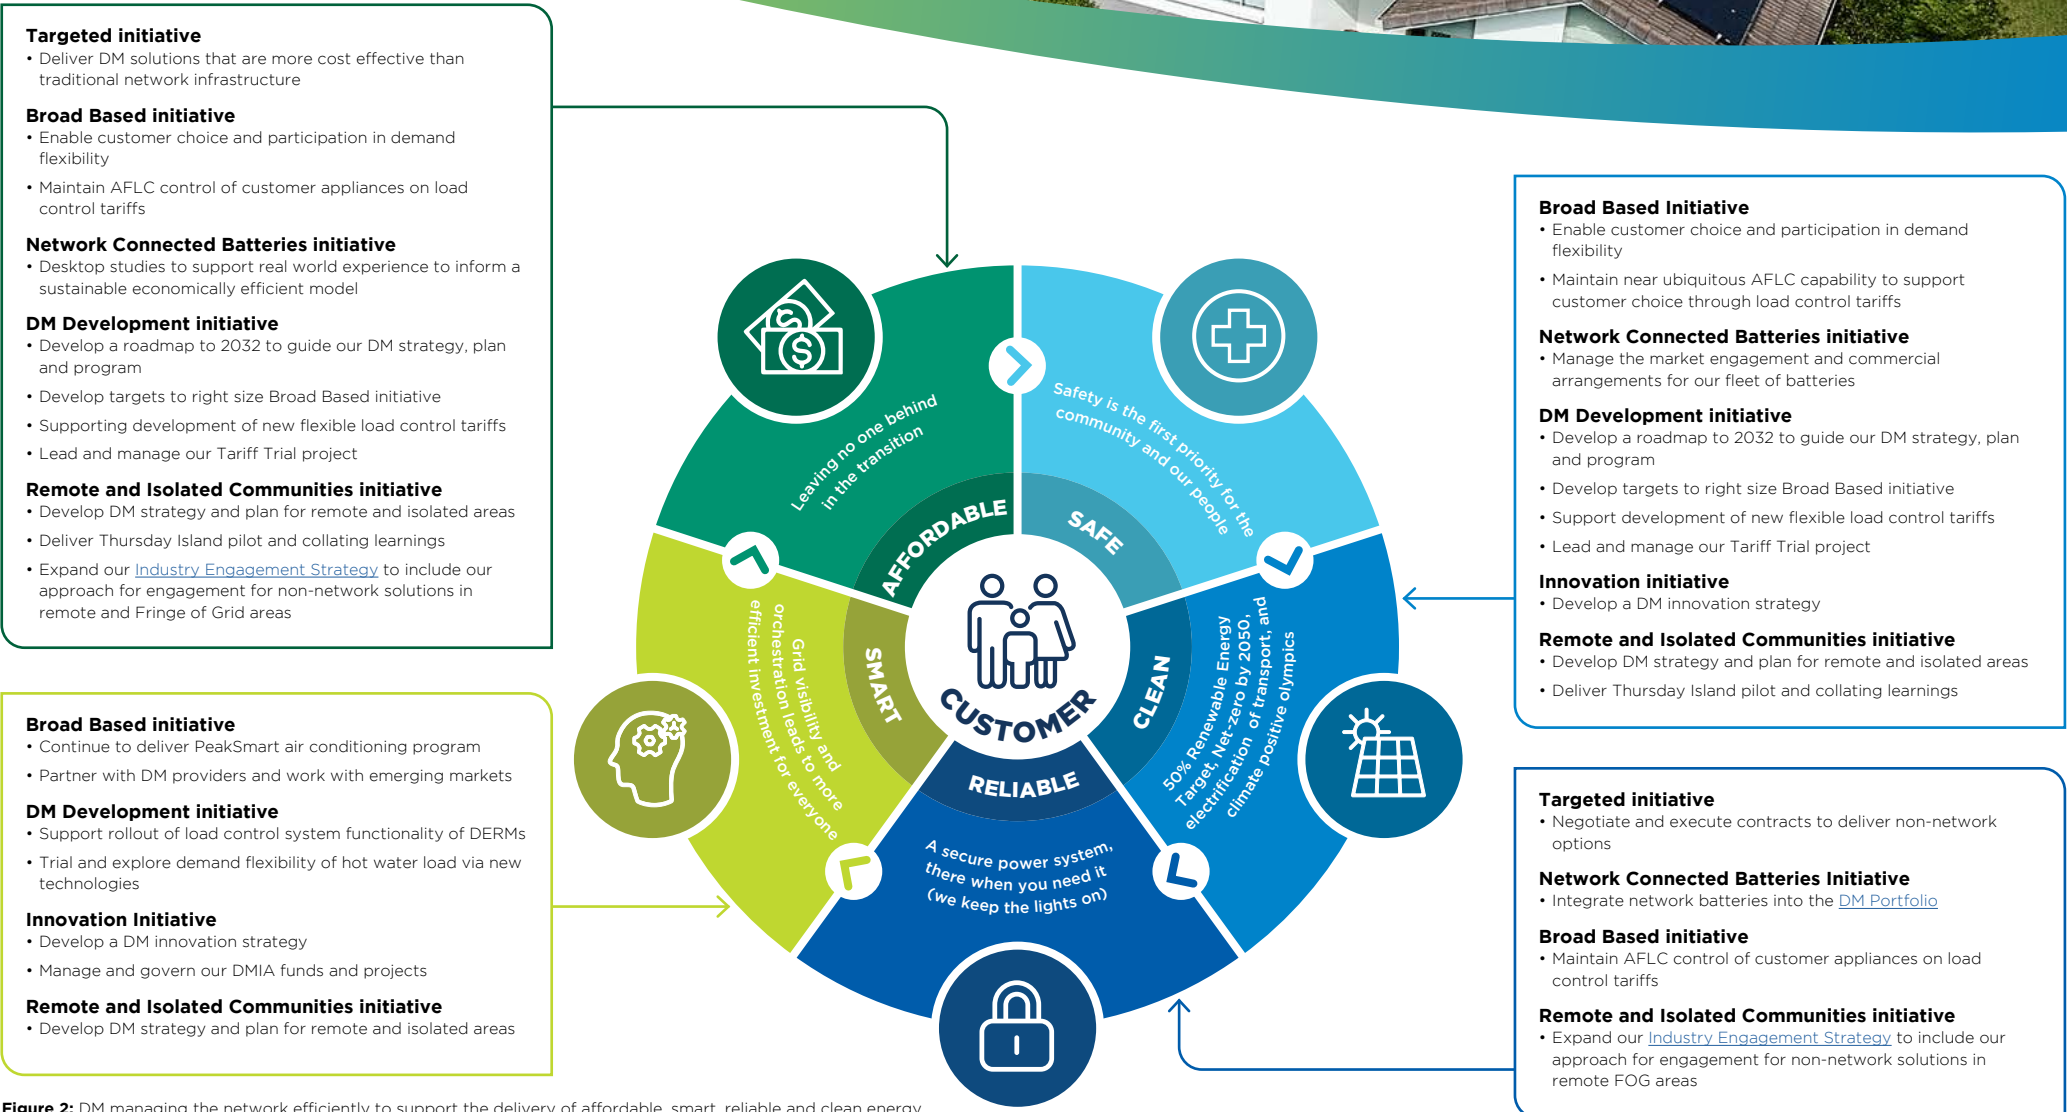 Targeted initiative
• Deliver DM solutions that are more cost effective than
traditional network infrastructure
Broad Based initiative
• Enable customer choice and participation in demand
flexibility
• Maintain AFLC control of customer appliances on load
control tariffs
Network Connected Batteries initiative
• Desktop studies to support real world experience to inform a
sustainable economically efficient model
DM Development initiative
• Develop a roadmap to 2032 to guide our DM strategy, plan
and program
• Develop targets to right size Broad Based initiative
• Supporting development of new flexible load control tariffs
• Lead and manage our Tariff Trial project
Remote and Isolated Communities initiative
• Develop DM strategy and plan for remote and isolated areas
• Deliver Thursday Island pilot and collating learnings
• Expand our Industry Engagement Strategy to include our
approach for engagement for non-network solutions in
remote and Fringe of Grid areas
Broad Based initiative
• Continue to deliver PeakSmart air conditioning program
• Partner with DM providers and work with emerging markets
DM Development initiative
• Support rollout of load control system functionality of DERMs
• Trial and explore demand flexibility of hot water load via new
technologies
Innovation Initiative
• Develop a DM innovation strategy
• Manage and govern our DMIA funds and projects
Remote and Isolated Communities initiative
• Develop DM strategy and plan for remote and isolated areas
Leaving no one behind
in the transition
AFFORDABLE
Safety is the first priority for the
community and our people
SAFE
50% Renewable Energy
Target, Net-zero by 2050,
electrification of transport, and
climate positive olympics
CLEAN
A secure power system,
there when you need it
(we keep the lights on)
RELIABLE
Grid visibility and
orchestration leads to more
efficient investment for everyone
SMART
CUSTOMER
Broad Based Initiative
• Enable customer choice and participation in demand
flexibility
• Maintain near ubiquitous AFLC capability to support
customer choice through load control tariffs
Network Connected Batteries initiative
• Manage the market engagement and commercial
arrangements for our fleet of batteries
DM Development initiative
• Develop a roadmap to 2032 to guide our DM strategy, plan
and program
• Develop targets to right size Broad Based initiative
• Support development of new flexible load control tariffs
• Lead and manage our Tariff Trial project
Innovation initiative
• Develop a DM innovation strategy
Remote and Isolated Communities initiative
• Develop DM strategy and plan for remote and isolated areas
• Deliver Thursday Island pilot and collating learnings
Targeted initiative
• Negotiate and execute contracts to deliver non-network
options
Network Connected Batteries Initiative
• Integrate network batteries into the DM Portfolio
Broad Based initiative
• Maintain AFLC control of customer appliances on load
control tariffs
Remote and Isolated Communities initiative
• Expand our Industry Engagement Strategy to include our
approach for engagement for non-network solutions in
remote FOG areas
Figure 2: DM managing the network efficiently to support the delivery of affordable, smart, reliable and clean energy